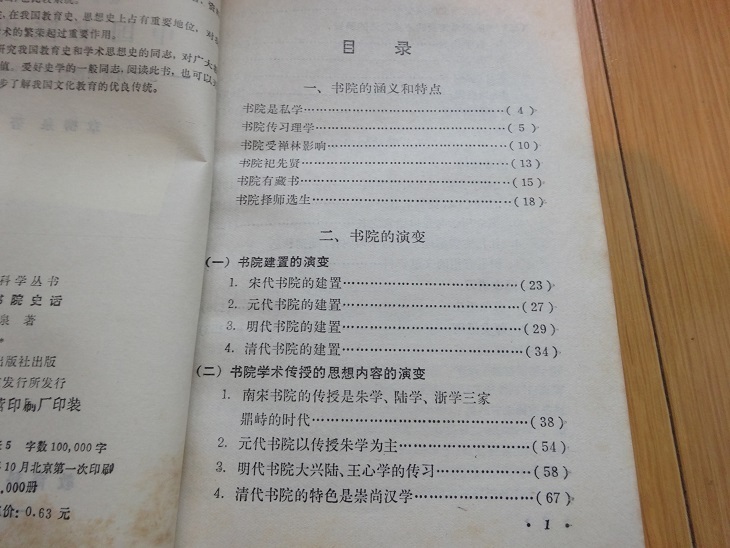 ，在我国教育史、思想史上占有重要地位，对
术的繁荣起过重要作用。
研究我国教育史和学术思想史的同志，对广大
值。爱好史学的一般同志，阅读此书，也可以
步了解我国文化教育的优良传统。
科学丛书
书院史话
泉 著
出版社出版
发行所发行
印刷厂印装
5 字数 100,000 字
10月北京第一次印刷
,000册
价：0.63 元
目 录
一、书院的涵义和特点
书院是私学……………………………………（4）
书院传习理学…………………………………（5）
书院受禅林影响………………………………（10）
书院祀先贤……………………………………（13）
书院有藏书……………………………………（15）
书院择师选生…………………………………（18）
二、书院的演变
（一）书院建置的演变
1. 宋代书院的建置……………………………（23）
2. 元代书院的建置……………………………（27）
3. 明代书院的建置……………………………（29）
4. 清代书院的建置……………………………（34）
（二）书院学术传授的思想内容的演变
1. 南宋书院的传授是朱学、陆学、浙学三家
鼎峙的时代……………………………………（38）
2. 元代书院以传授朱学为主…………………（54）
3. 明代书院大兴陆、王心学的传习…………（58）
4. 清代书院的特色是崇尚汉学………………（67）
· 1 ·